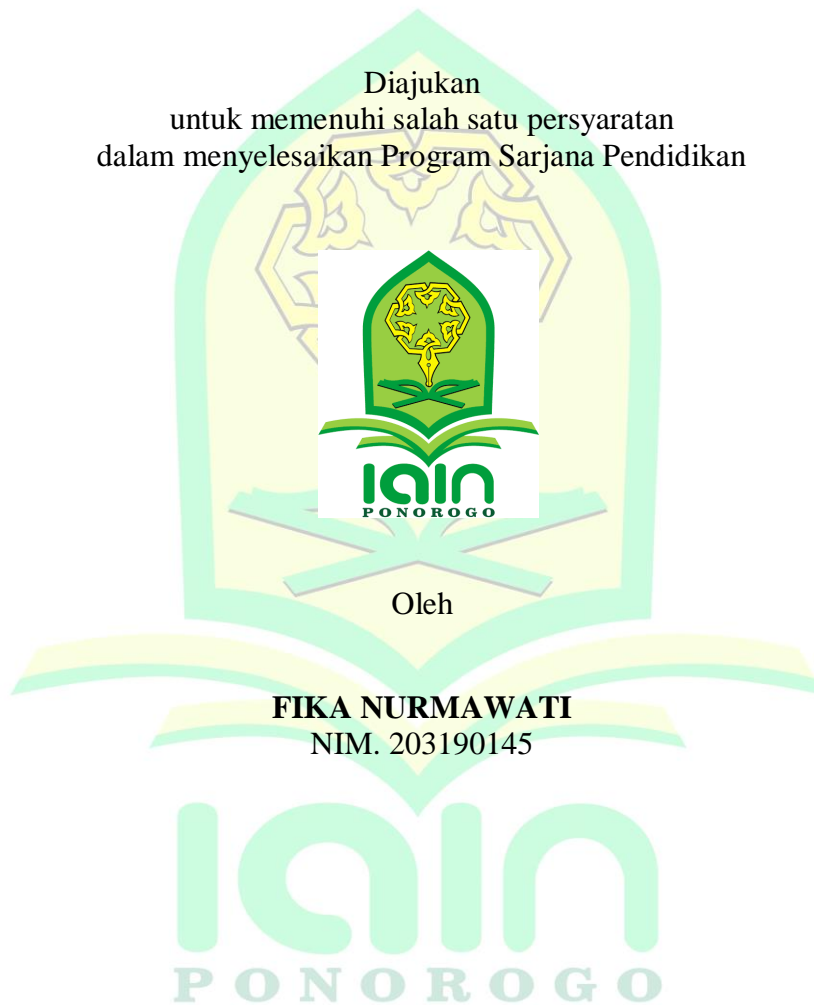 Diajukan
untuk memenuhi salah satu persyaratan
dalam menyelesaikan Program Sarjana Pendidikan
IAIN
PONOROGO
Oleh
FIKA NURMAWATI
NIM. 203190145
IAIN
PONOROGO